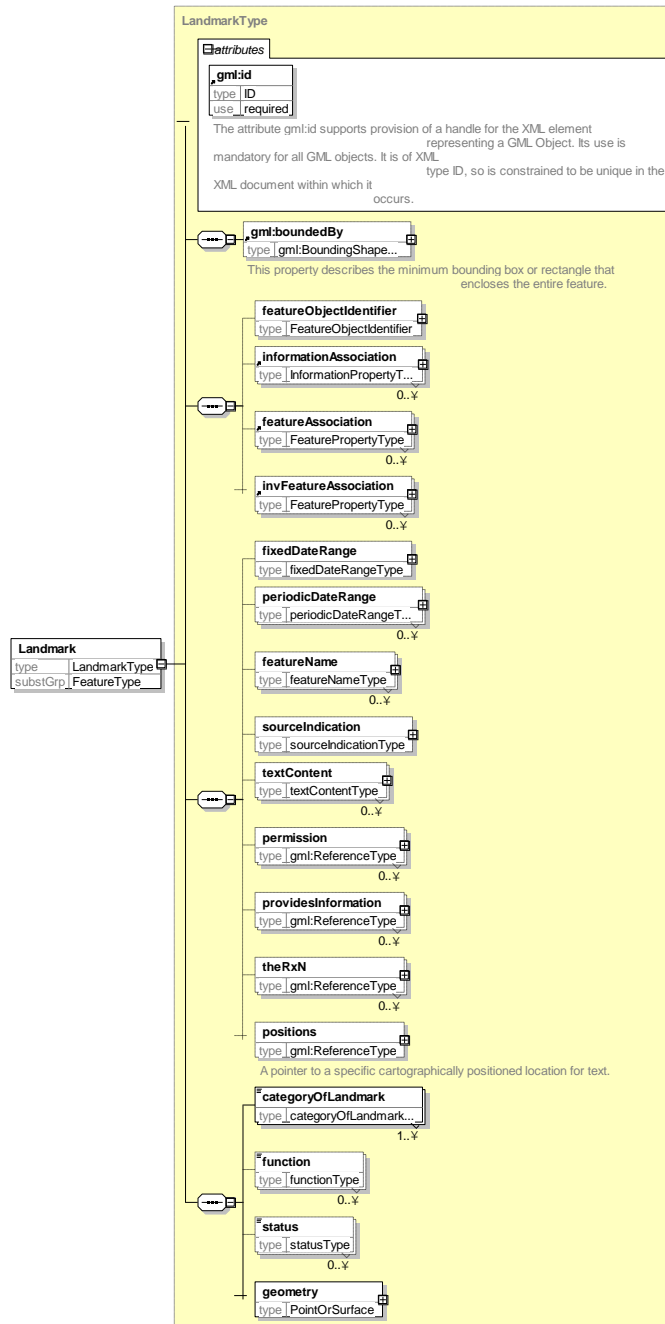 LandmarkType
attributes
gml:id
type ID
use required
The attribute gml:id supports provision of a handle for the XML element
representing a GML Object. Its use is
mandatory for all GML objects. It is of XML
type ID, so is constrained to be unique in the
XML document within which it
occurs.
gml:boundedBy
type gml:BoundingShape...
This property describes the minimum bounding box or rectangle that
encloses the entire feature.
featureObjectIdentifier
type FeatureObjectIdentifier
informationAssociation
type InformationPropertyT...
0..¥
featureAssociation
type FeaturePropertyType
0..¥
invFeatureAssociation
type FeaturePropertyType
0..¥
fixedDateRange
type fixedDateRangeType
periodicDateRange
type periodicDateRangeT...
0..¥
Landmark
type LandmarkType
substGrp FeatureType
featureName
type featureNameType
0..¥
sourceIndication
type sourceIndicationType
textContent
type textContentType
0..¥
permission
type gml:ReferenceType
0..¥
providesInformation
type gml:ReferenceType
0..¥
theRxN
type gml:ReferenceType
0..¥
positions
type gml:ReferenceType
A pointer to a specific cartographically positioned location for text.
categoryOfLandmark
type categoryOfLandmark...
1..¥
function
type functionType
0..¥
status
type statusType
0..¥
geometry
type PointOrSurface